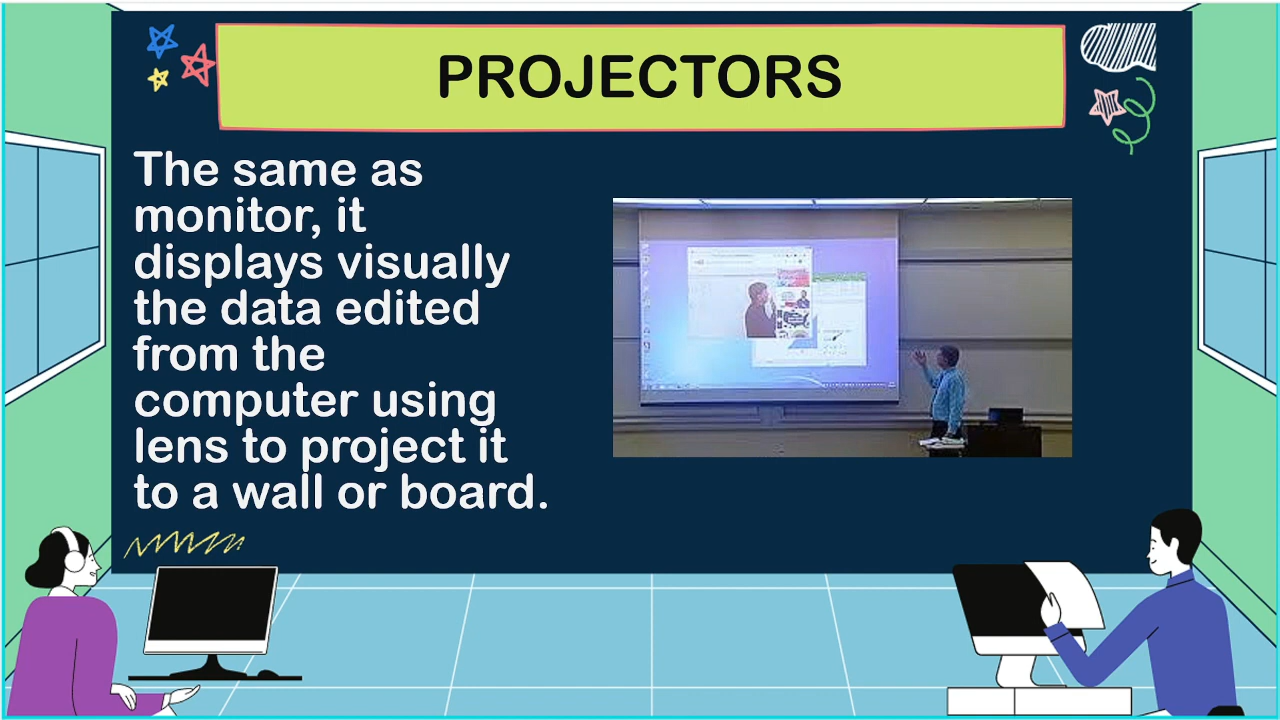 PROJECTORS
The same as
monitor, it
displays visually
the data edited
from the
computer using
lens to project it
to a wall or board.